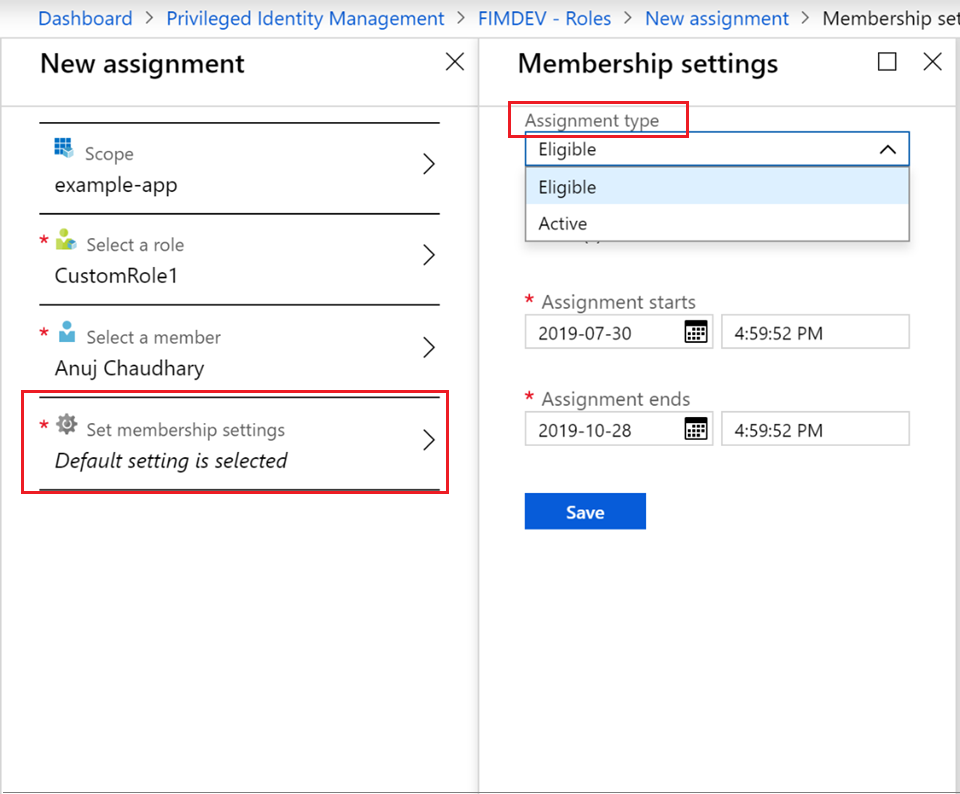 Dashboard > Privileged Identity Management > FIMDEV - Roles > New assignment > Membership set
New assignment
Scope
example-app
* Select a role
CustomRole1
* Select a member
Anuj Chaudhary
* Set membership settings
Default setting is selected
Membership settings
Assignment type
Eligible
Eligible
Active
* Assignment starts
2019-07-30 4:59:52 PM
* Assignment ends
2019-10-28 4:59:52 PM
Save